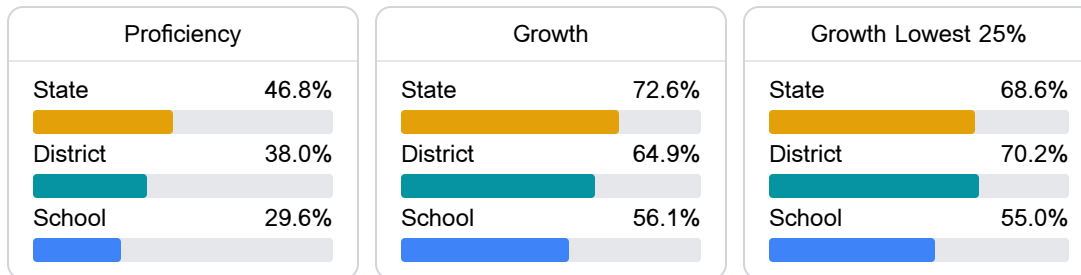 Proficiency
State 46.8%
District 38.0%
School 29.6%
Growth
State 72.6%
District 64.9%
School 56.1%
Growth Lowest 25%
State 68.6%
District 70.2%
School 55.0%